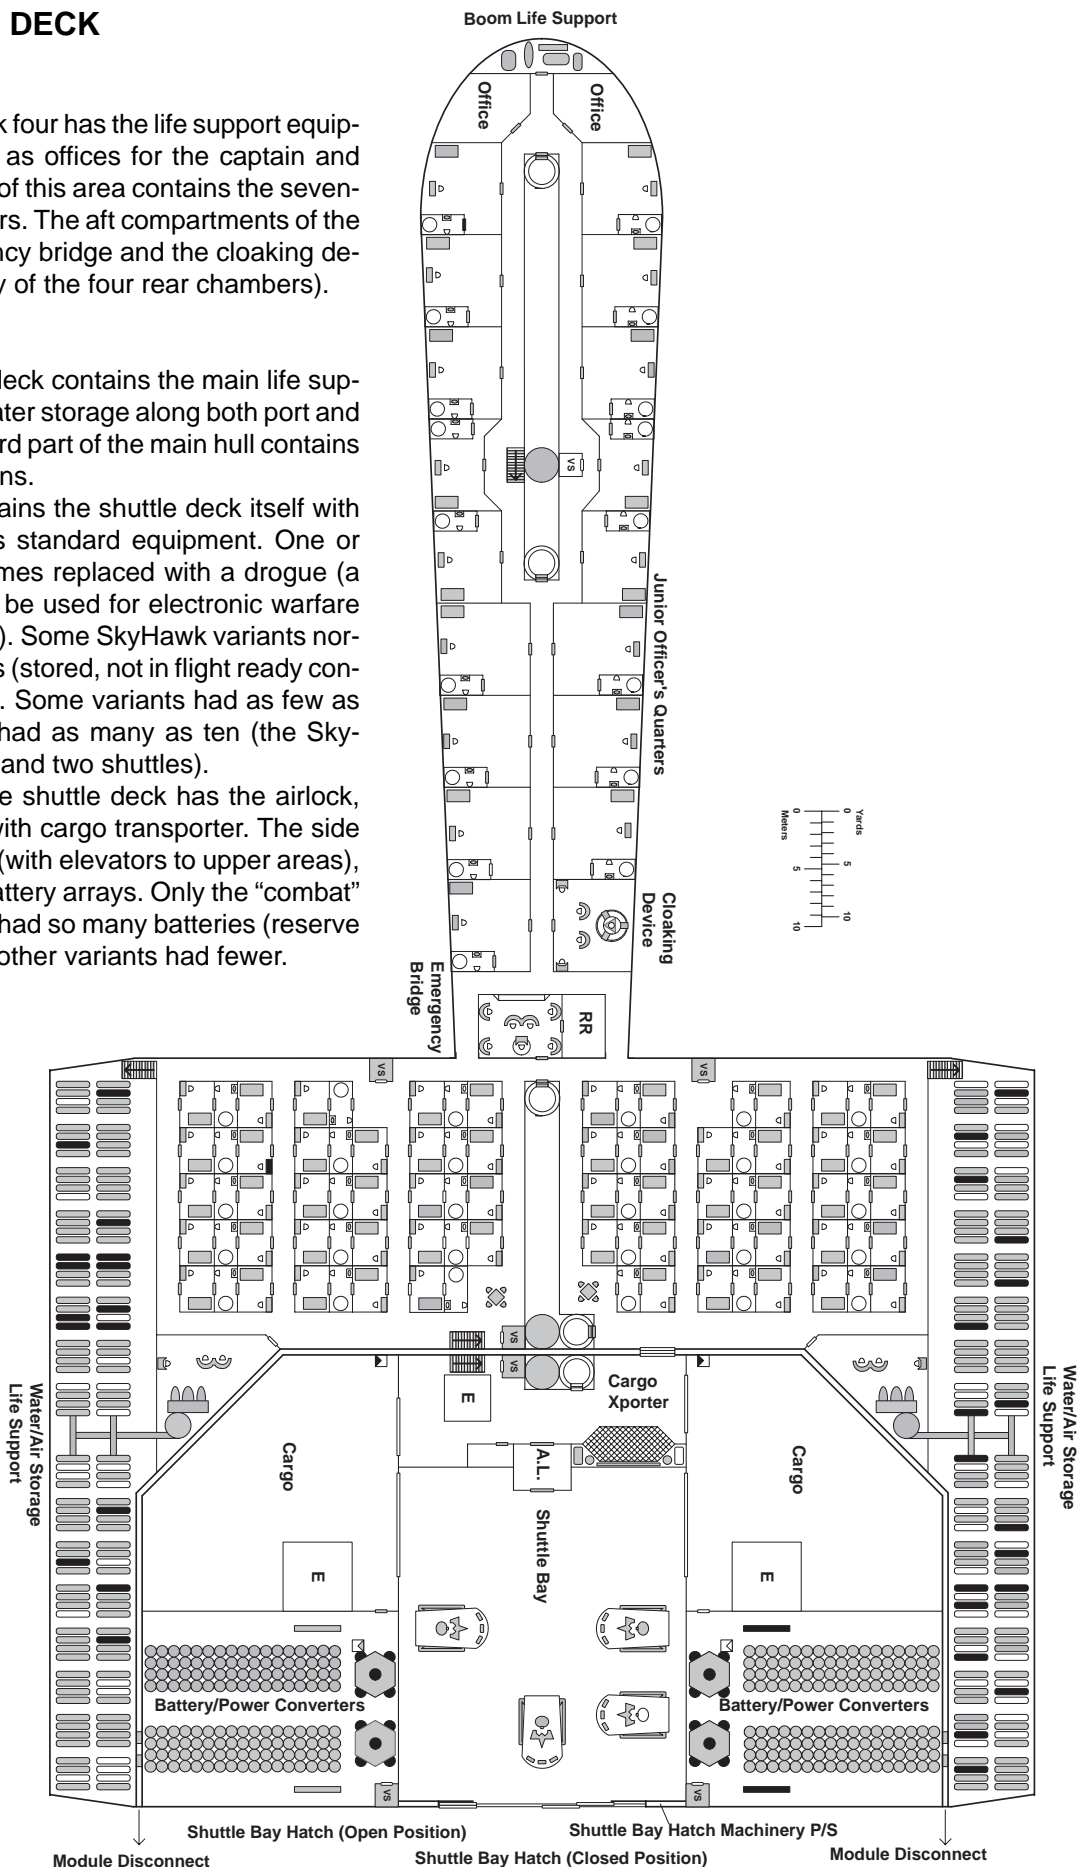 DECK
k four has the life support equip-
as offices for the captain and
of this area contains the seven-
rs. The aft compartments of the
ncy bridge and the cloaking de-
y of the four rear chambers).
deck contains the main life sup-
ater storage along both port and
rd part of the main hull contains
ns.
ains the shuttle deck itself with
s standard equipment. One or
mes replaced with a drogue (a
be used for electronic warfare
). Some SkyHawk variants nor-
s (stored, not in flight ready con-
. Some variants had as few as
had as many as ten (the Sky-
and two shuttles).
e shuttle deck has the airlock,
with cargo transporter. The side
(with elevators to upper areas),
attery arrays. Only the “combat”
had so many batteries (reserve
other variants had fewer.
Boom Life Support
Office
Office
VS
Junior Officer's Quarters
0 Yards
5
10
Meters 0
5
10
Cloaking
Device
Emergency
Bridge
RR
VS
VS
VS
VS
Water/Air Storage
Life Support
Water/Air Storage
Life Support
E
Cargo
Xporter
Cargo
Cargo
A.L.
Shuttle Bay
E
E
Battery/Power Converters
Battery/Power Converters
VS
VS
Shuttle Bay Hatch (Open Position)
Shuttle Bay Hatch Machinery P/S
Module Disconnect
Shuttle Bay Hatch (Closed Position)
Module Disconnect